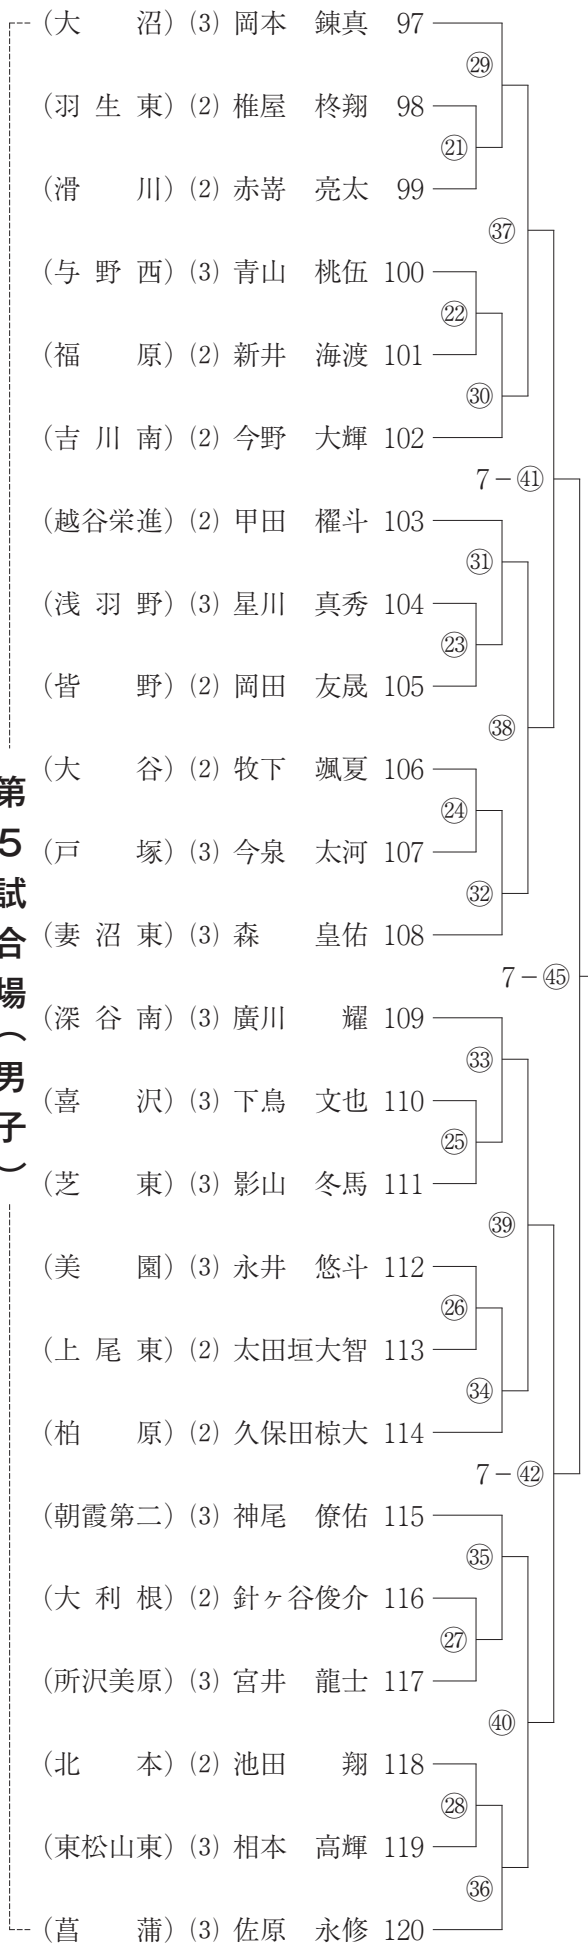 (大沼) (3) 岡本 錬真 97
㉙
(羽生東) (2) 椎屋 柊翔 98
㉑
(滑川) (2) 赤嵜 亮太 99
㊲
(与野西) (3) 青山 桃伍 100
㉒
(福原) (2) 新井 海渡 101
㉚
(吉川南) (2) 今野 大輝 102
7-㊶
(越谷栄進) (2) 甲田 櫂斗 103
㉛
(浅羽野) (3) 星川 真秀 104
㉓
(皆野) (2) 岡田 友晟 105
㊳
(大谷) (2) 牧下 颯夏 106
㉔
(戸塚) (3) 今泉 太河 107
㉜
(妻沼東) (3) 森 皇佑 108
第5試合場(男子)
7-㊺
(深谷南) (3) 廣川 耀 109
㉝
(喜沢) (3) 下鳥 文也 110
㉕
(芝東) (3) 影山 冬馬 111
㊴
(美園) (3) 永井 悠斗 112
㉖
(上尾東) (2) 太田垣大智 113
㉞
(柏原) (2) 久保田椋大 114
7-㊷
(朝霞第二) (3) 神尾 僚佑 115
㉟
(大利根) (2) 針ヶ谷俊介 116
㉗
(所沢美原) (3) 宮井 龍士 117
㊵
(北本) (2) 池田 翔 118
㉘
(東松山東) (3) 相本 高輝 119
㊱
(菖蒲) (3) 佐原 永修 120